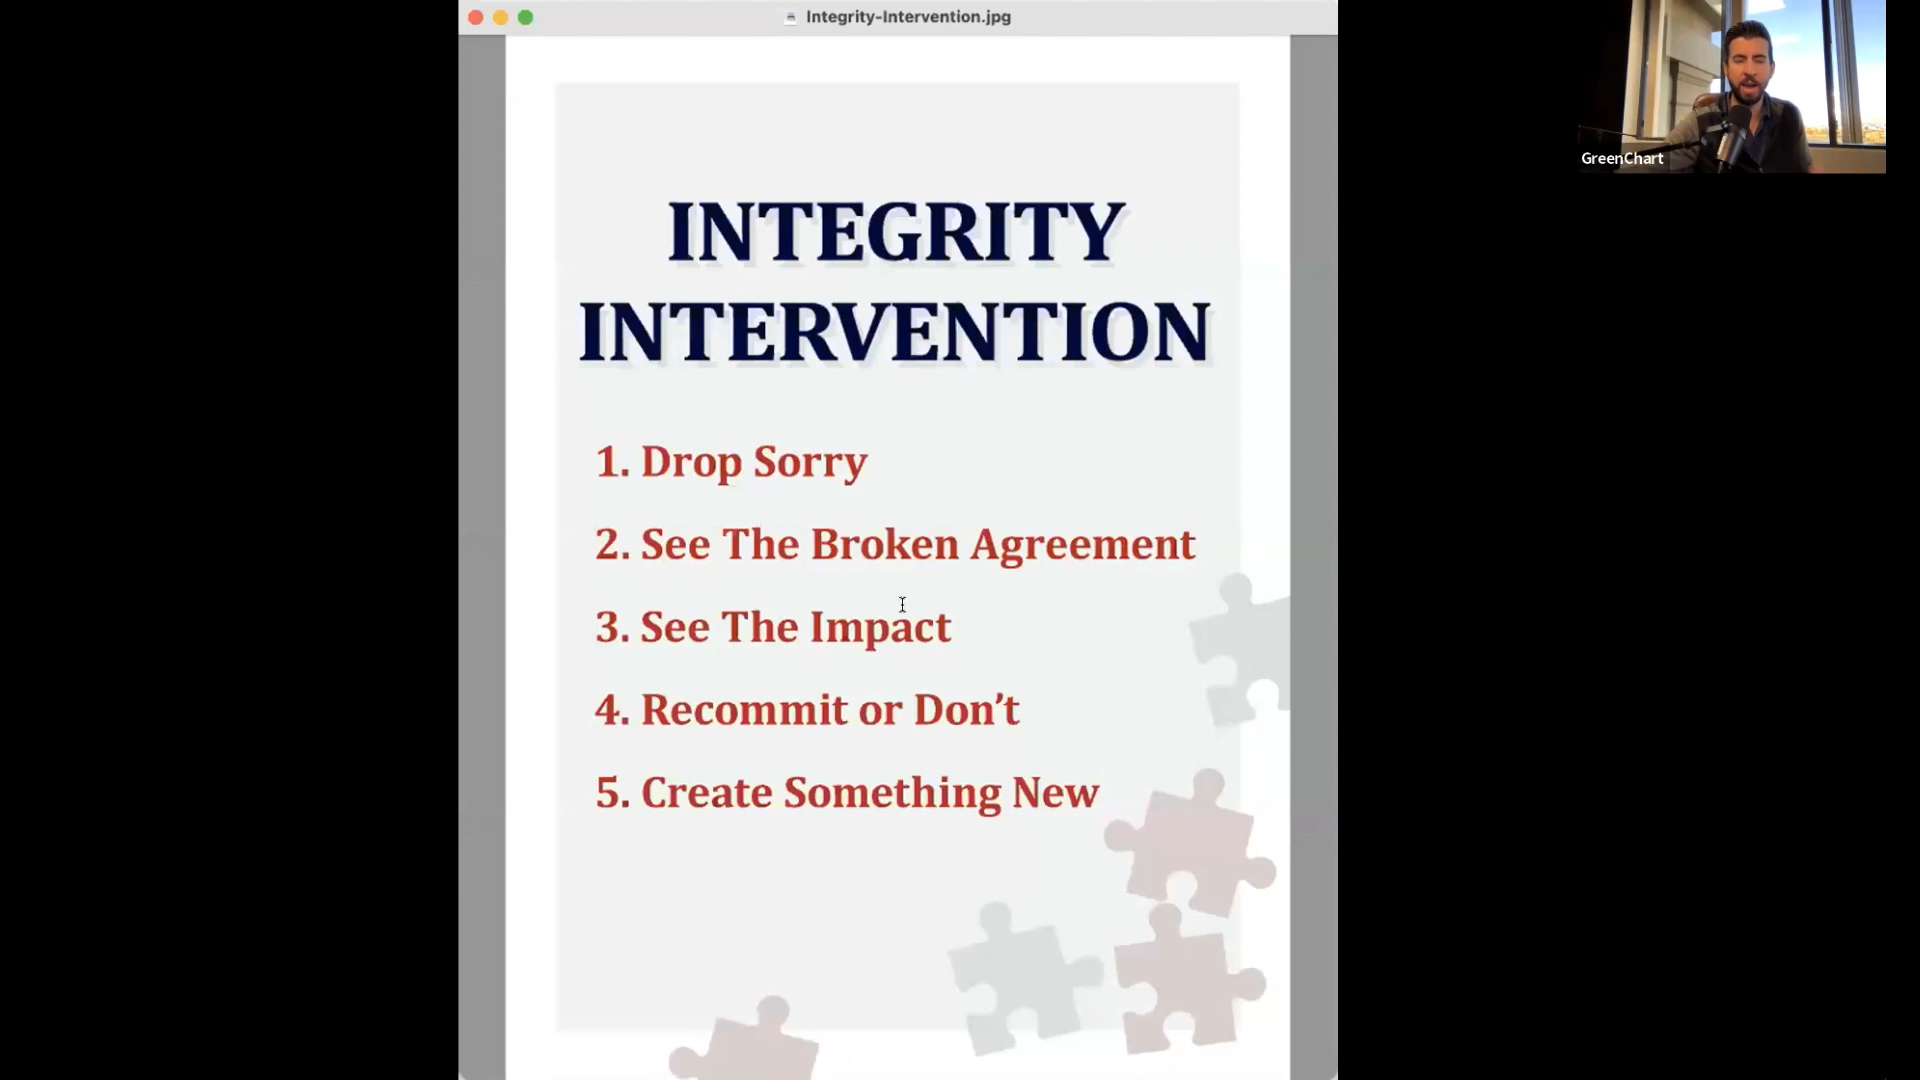 Integrity-Intervention.jpg
GreenChart
INTEGRITY
INTERVENTION
1. Drop Sorry
2. See The Broken Agreement
3. See The Impact
4. Recommit or Don’t
5. Create Something New